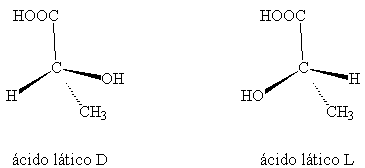 HOOC HOOC
C C
H OH HO H
CH3 CH3
ácido lático D ácido lático L